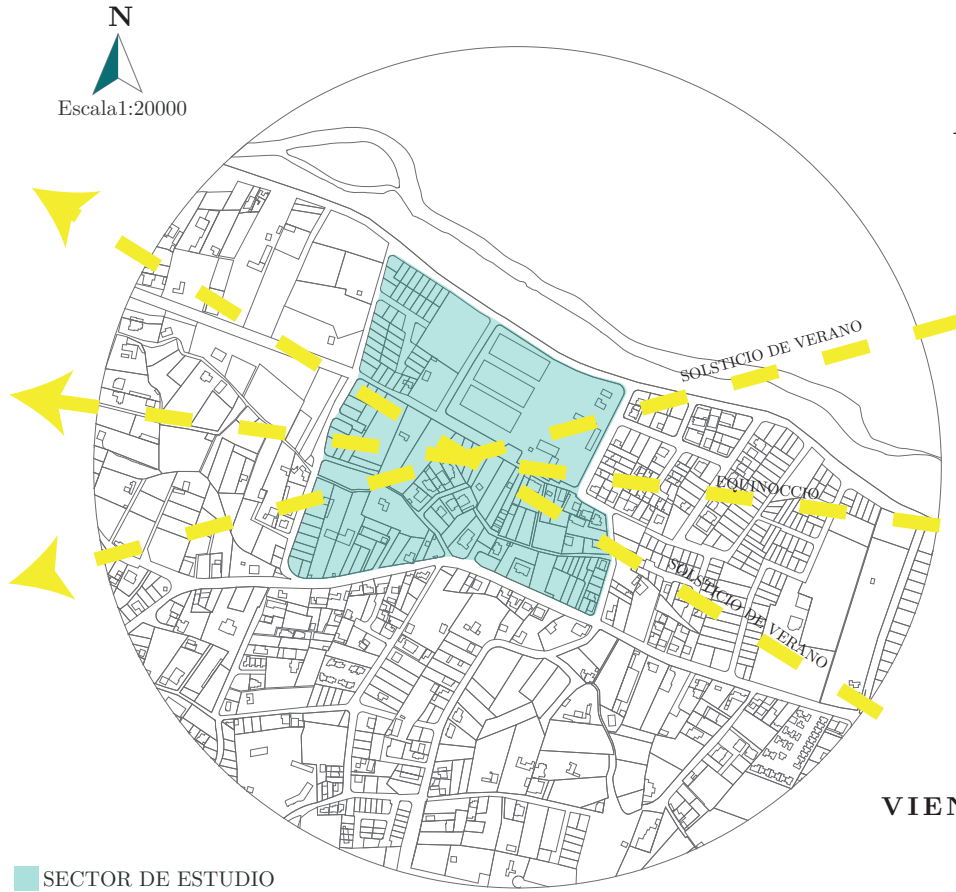 N
Escala1:20000
SOLSTICIO DE VERANO
EQUINOCCIO
SOLSTICIO DE VERANO
VIEN
SECTOR DE ESTUDIO